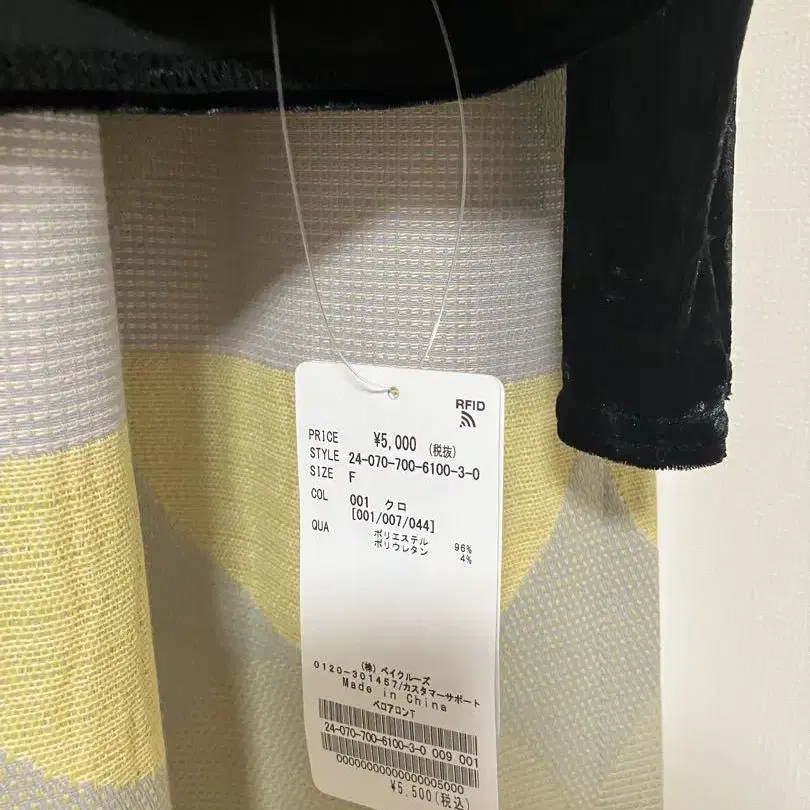 RFID
PRICE ¥5,000 (税抜)
STYLE 24-070-700-6100-3-0
SIZE F
COL 001 クロ
[001/007/044]
QUA ポリエステル 96%
ポリウレタン 4%
(株)ベイクルーズ
0120-301457/カスタマーサポート
Made in China
ベロアロンT
24-070-700-6100-3-0 009 001
00000000000000005000
¥5,500(税込)